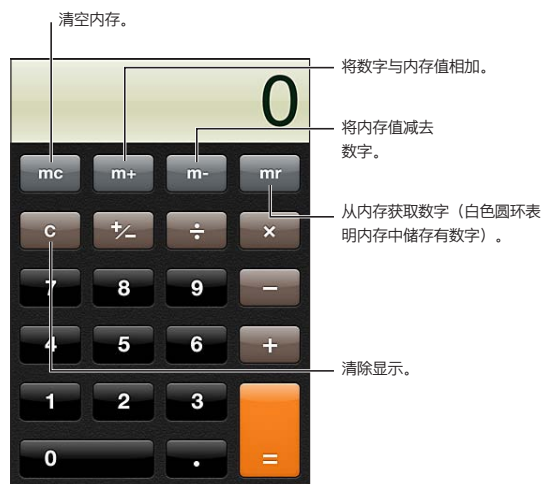 清空内存。
将数字与内存值相加。
0
将内存值减去
数字。
mc m+ m- mr
从内存获取数字（白色圆环表
明内存中储存有数字）。
C +/− ÷ ×
7 8 9 −
4 5 6 +
清除显示。
1 2 3
0 . =